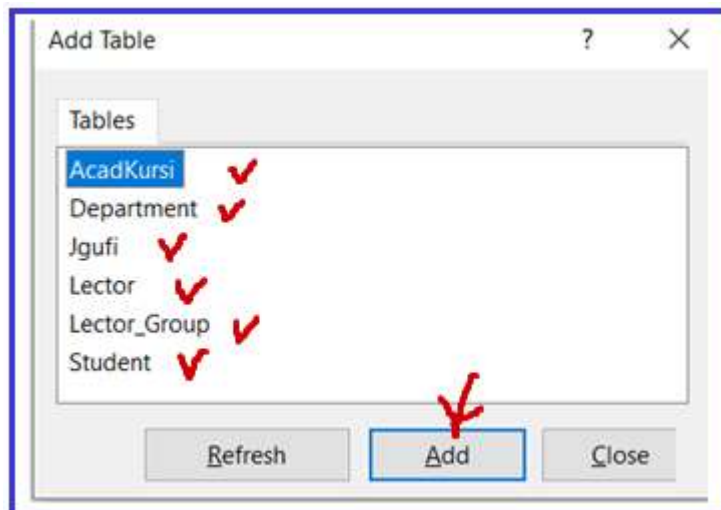 Add Table ?
Tables
AcadKursi
Department
Jgufi
Lector
Lector_Group
Student
Refresh Add Close